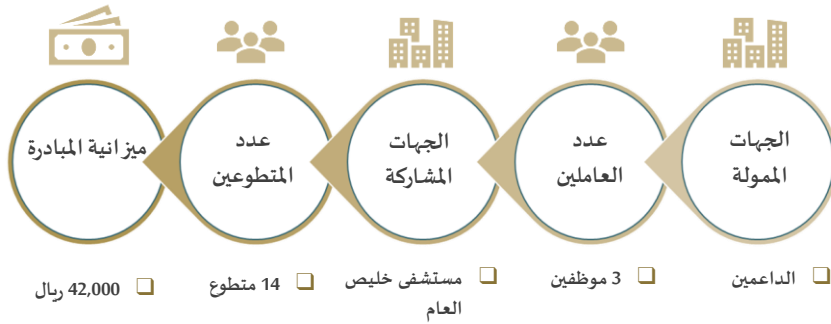 الجهات
الممولة
عدد
العاملين
الجهات
المشاركة
عدد
المتطوعين
ميزانية المبادرة
الداعمين
3 موظفين
مستشفى خليص
العام
14 متطوع
42,000 ريال